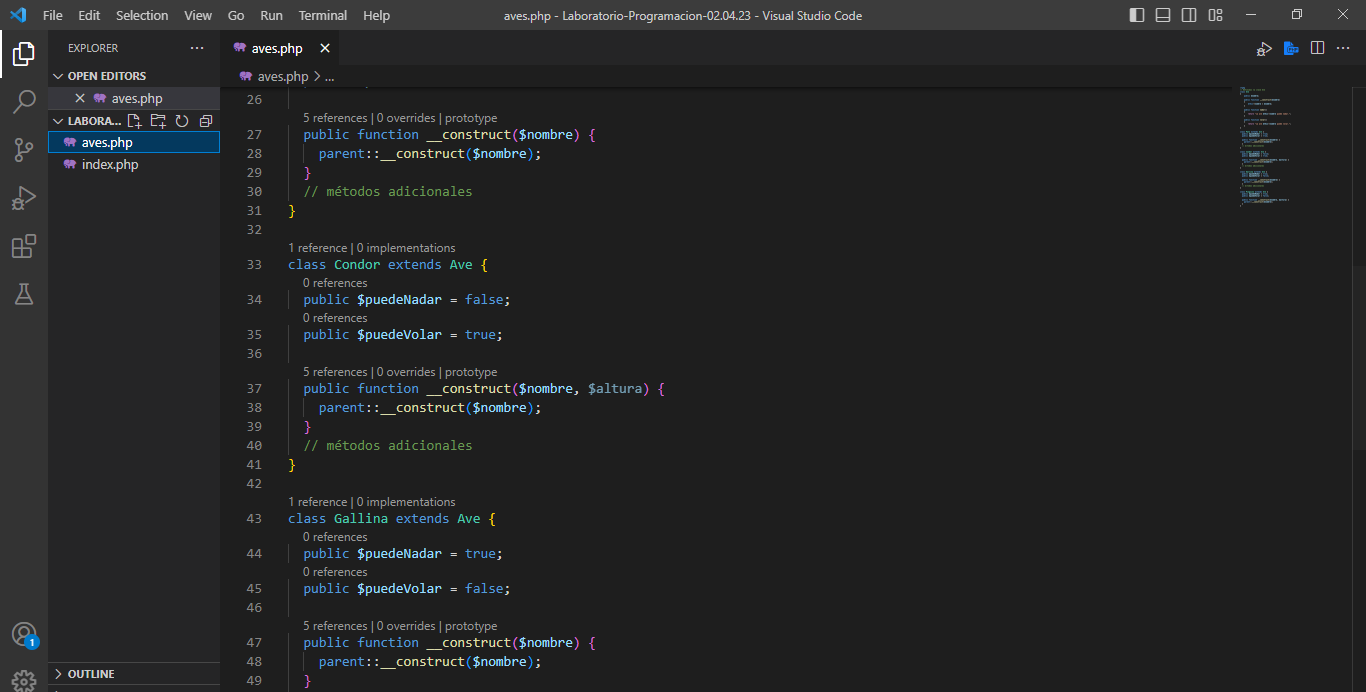 File Edit Selection View Go Run Terminal Help
aves.php - Laboratorio-Programacion-02.04.23 - Visual Studio Code
EXPLORER
OPEN EDITORS
aves.php
LABORA...
aves.php
index.php
OUTLINE
1
aves.php
aves.php > ...
26
5 references | 0 overrides | prototype
27 public function __construct($nombre) {
28 parent::__construct($nombre);
29 }
30 // métodos adicionales
31 }
32
1 reference | 0 implementations
33 class Condor extends Ave {
0 references
34 public $puedeNadar = false;
0 references
35 public $puedeVolar = true;
36
5 references | 0 overrides | prototype
37 public function __construct($nombre, $altura) {
38 parent::__construct($nombre);
39 }
40 // métodos adicionales
41 }
42
1 reference | 0 implementations
43 class Gallina extends Ave {
0 references
44 public $puedeNadar = true;
0 references
45 public $puedeVolar = false;
46
5 references | 0 overrides | prototype
47 public function __construct($nombre) {
48 parent::__construct($nombre);
49 }